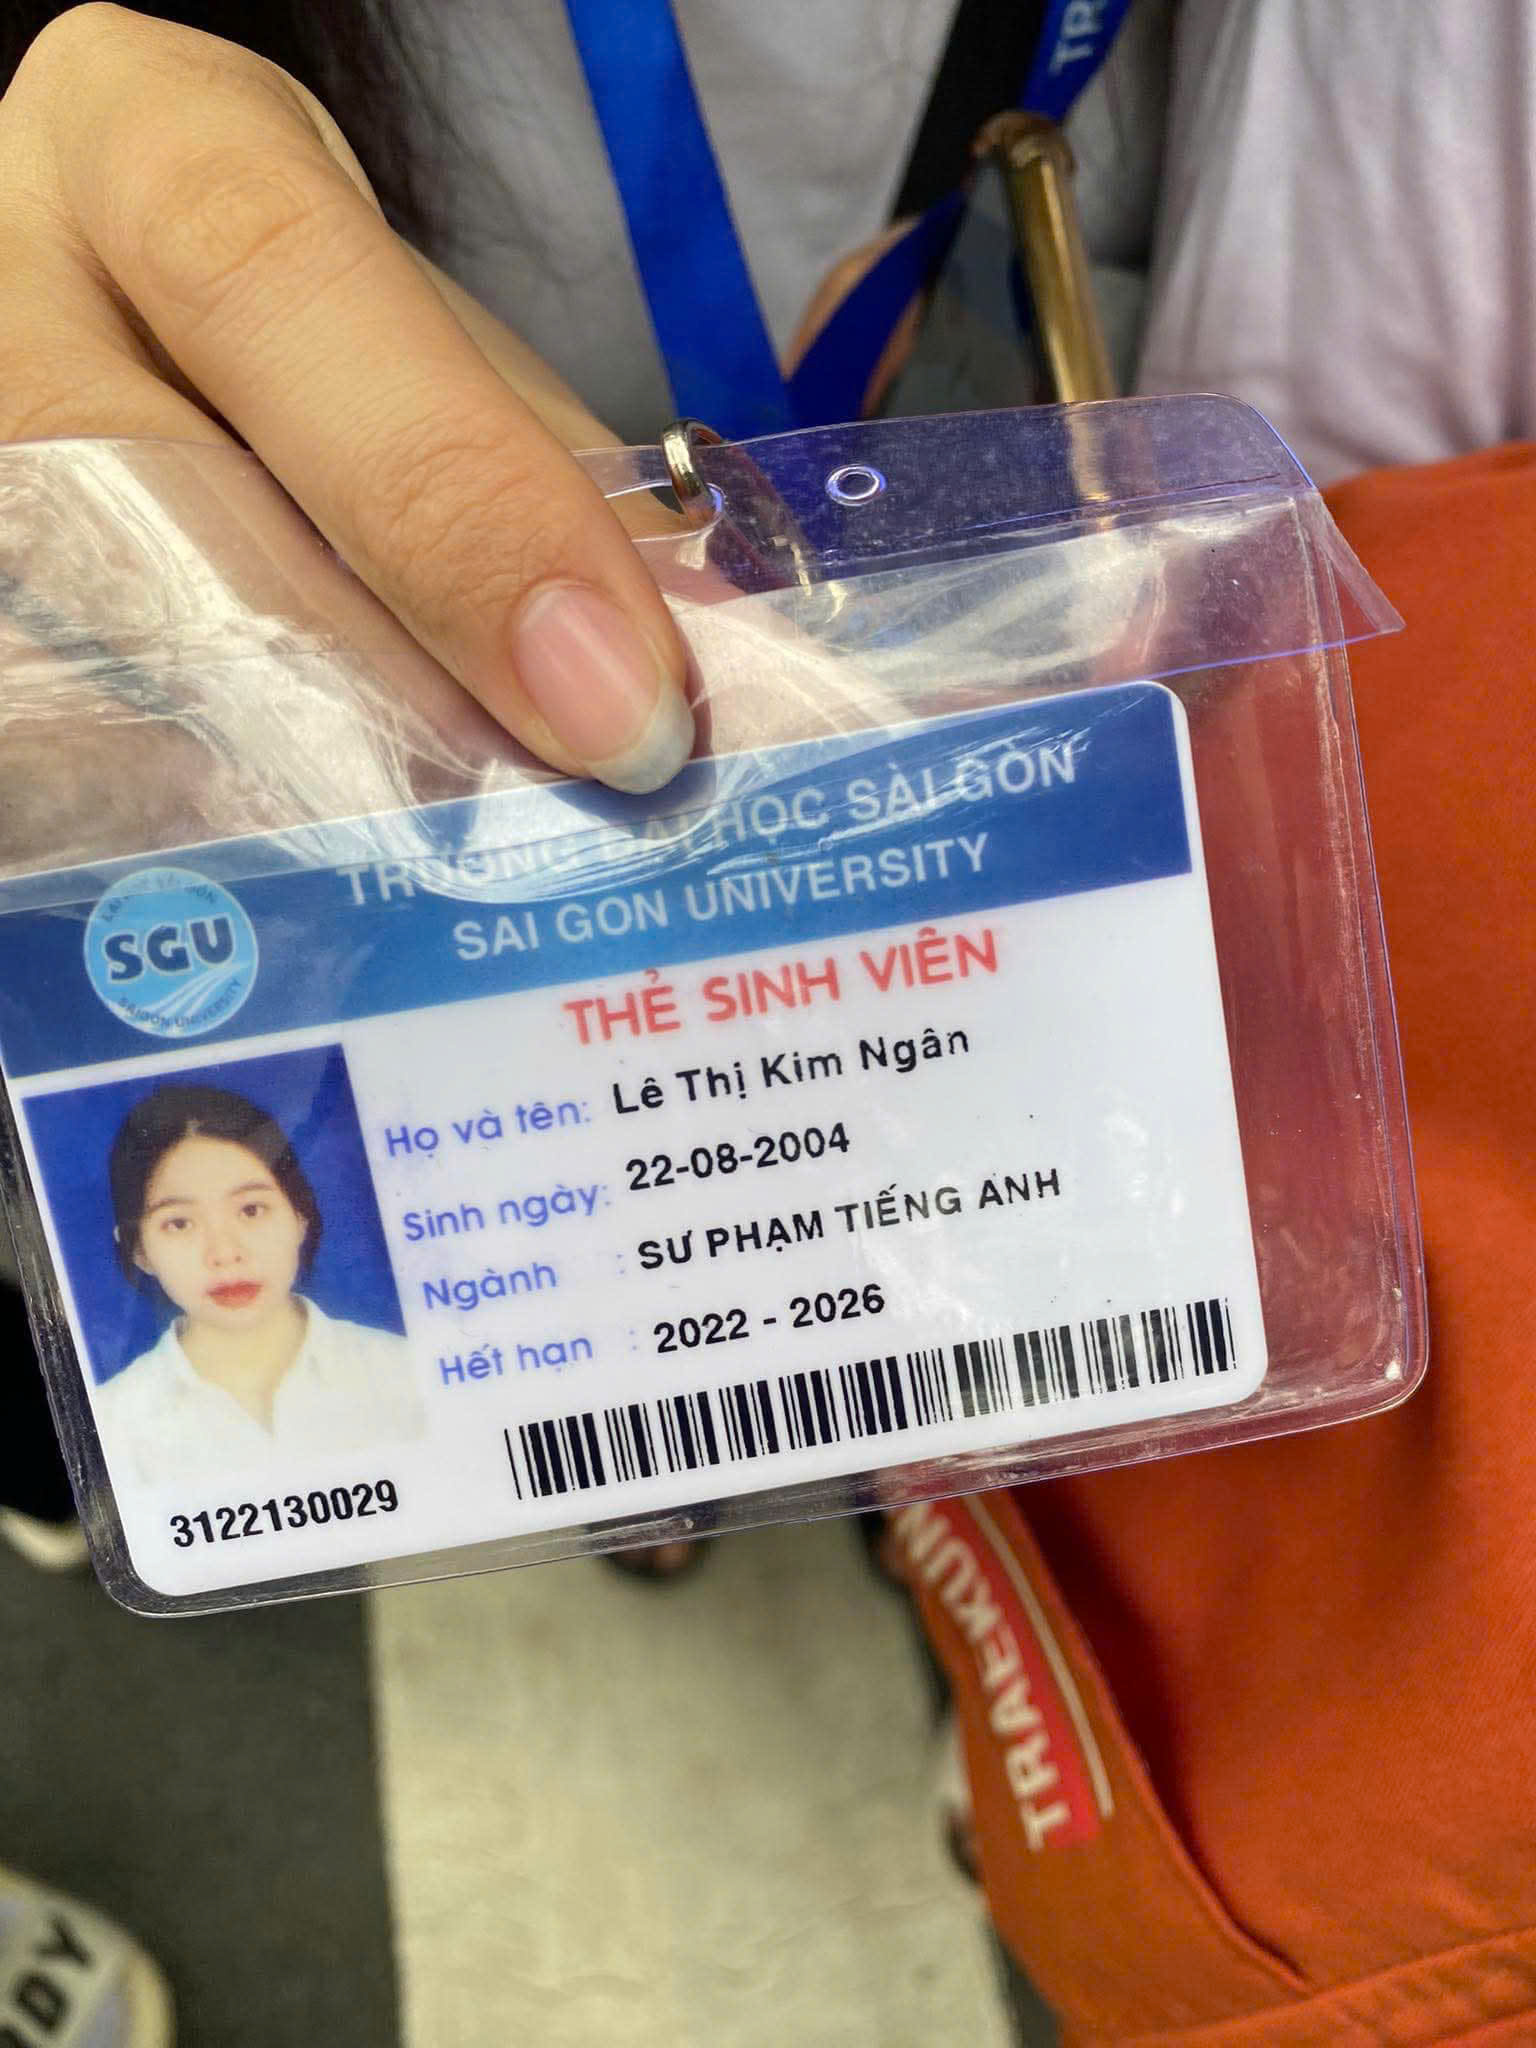 TR
TRƯỜNG ĐẠI HỌC SÀI GÒN
SAI GON UNIVERSITY
SGU
SAIGON UNIVERSITY
THẺ SINH VIÊN
Họ và tên: Lê Thị Kim Ngân
Sinh ngày: 22-08-2004
Ngành : SƯ PHẠM TIẾNG ANH
Hết hạn : 2022 - 2026
3122130029
TRAEKUN
DY